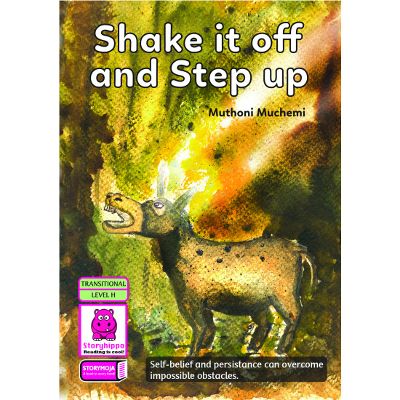 Shake it off
and Step up
Muthoni Muchemi
TRANSITIONAL
LEVEL H
Storyhippo
Reading is cool!
STORYMOJA
Self-belief and persistance can overcome
impossible obstacles.